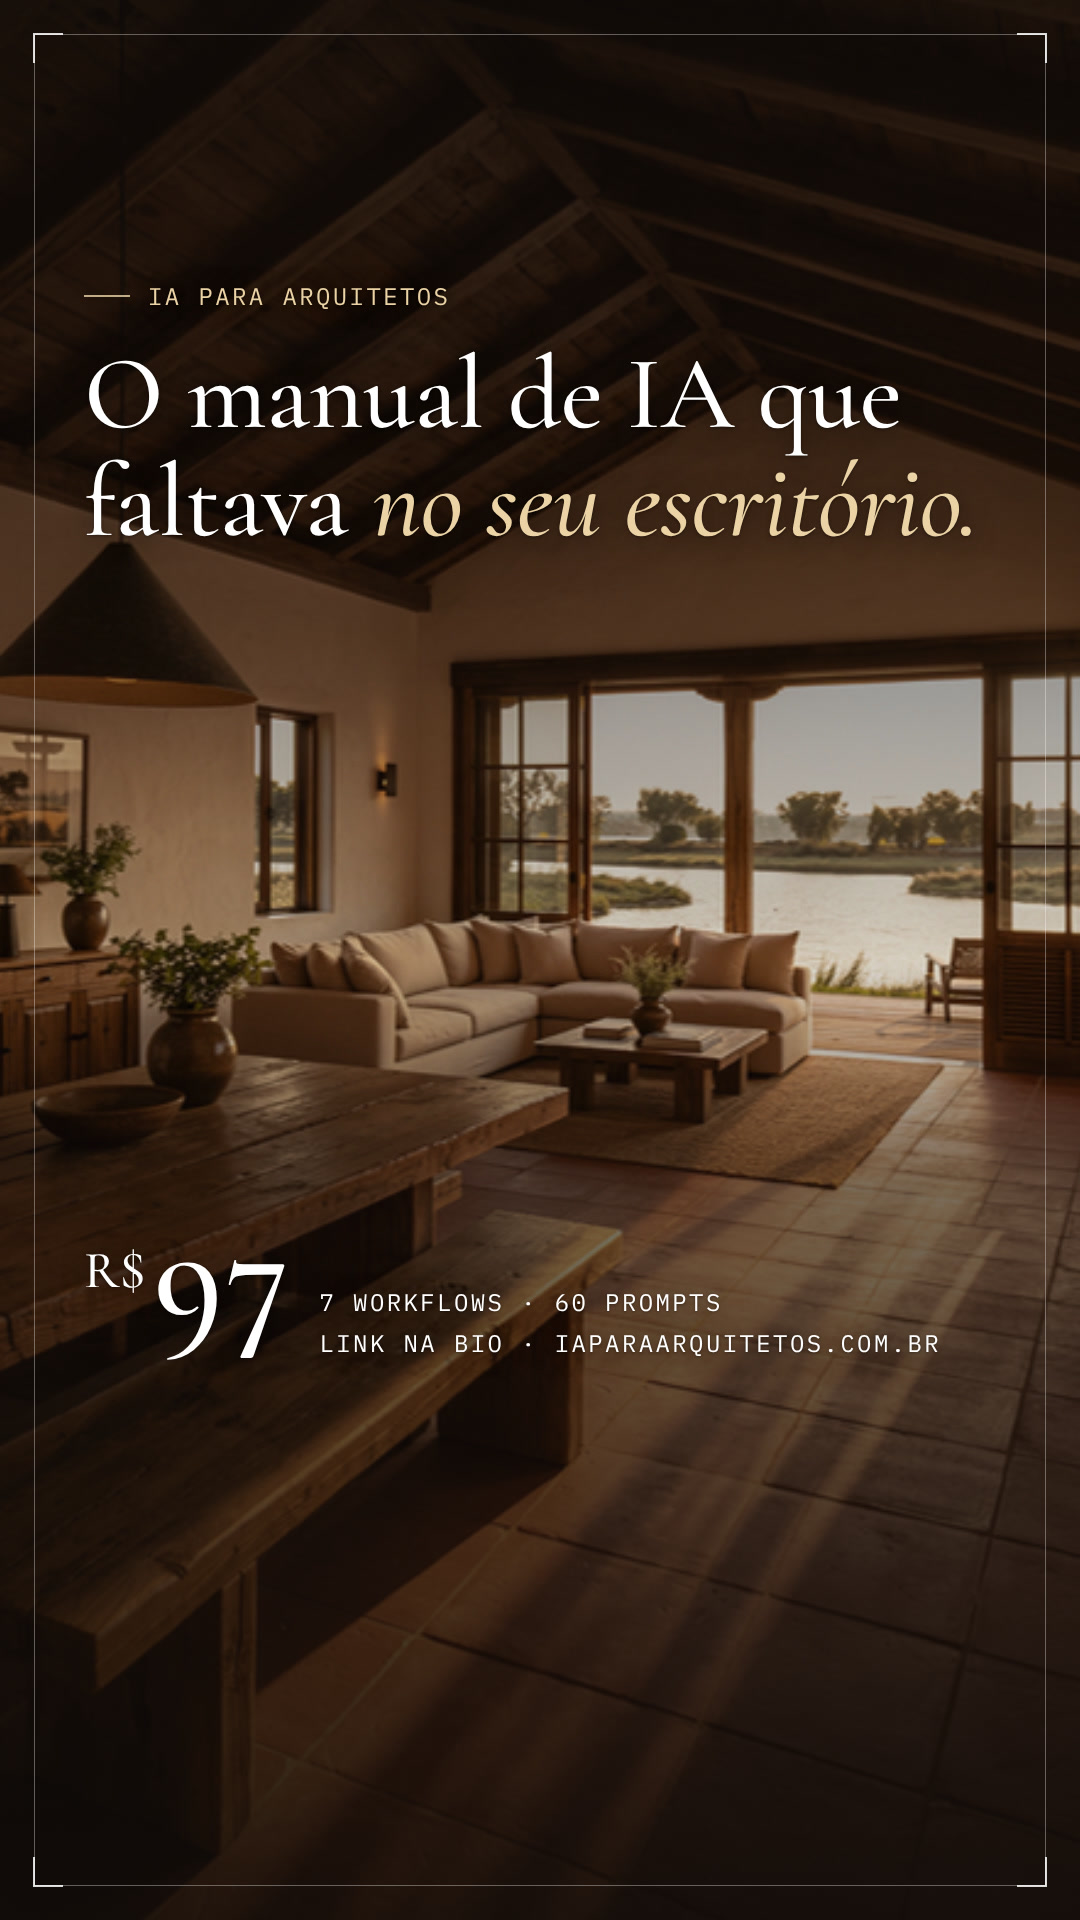 IA PARA ARQUITETOS
O manual de IA que
faltava no seu escritório.
R$ 97
7 WORKFLOWS · 60 PROMPTS
LINK NA BIO · IAPARAARQUITETOS.COM.BR